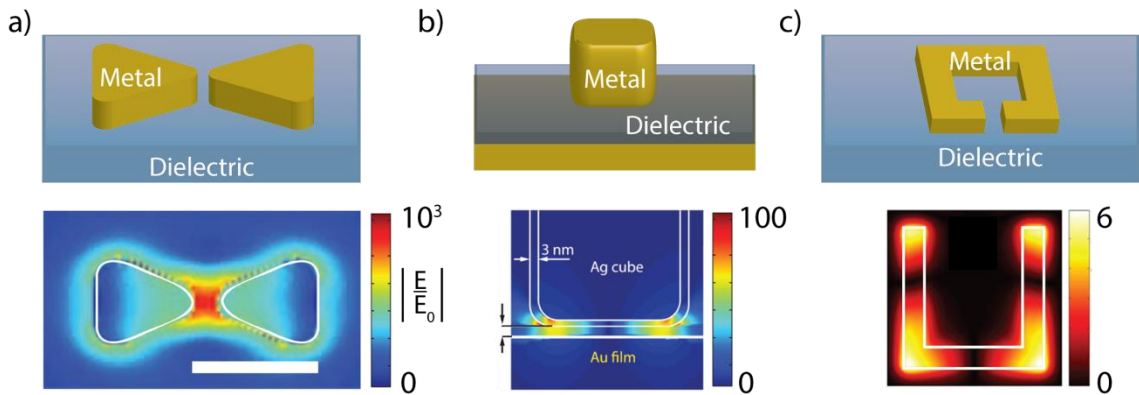 a)
Metal
Dielectric
b)
Metal
Dielectric
c)
Metal
Dielectric
10³
|E/E₀|
0
3 nm
Ag cube
Au film
100
0
6
0